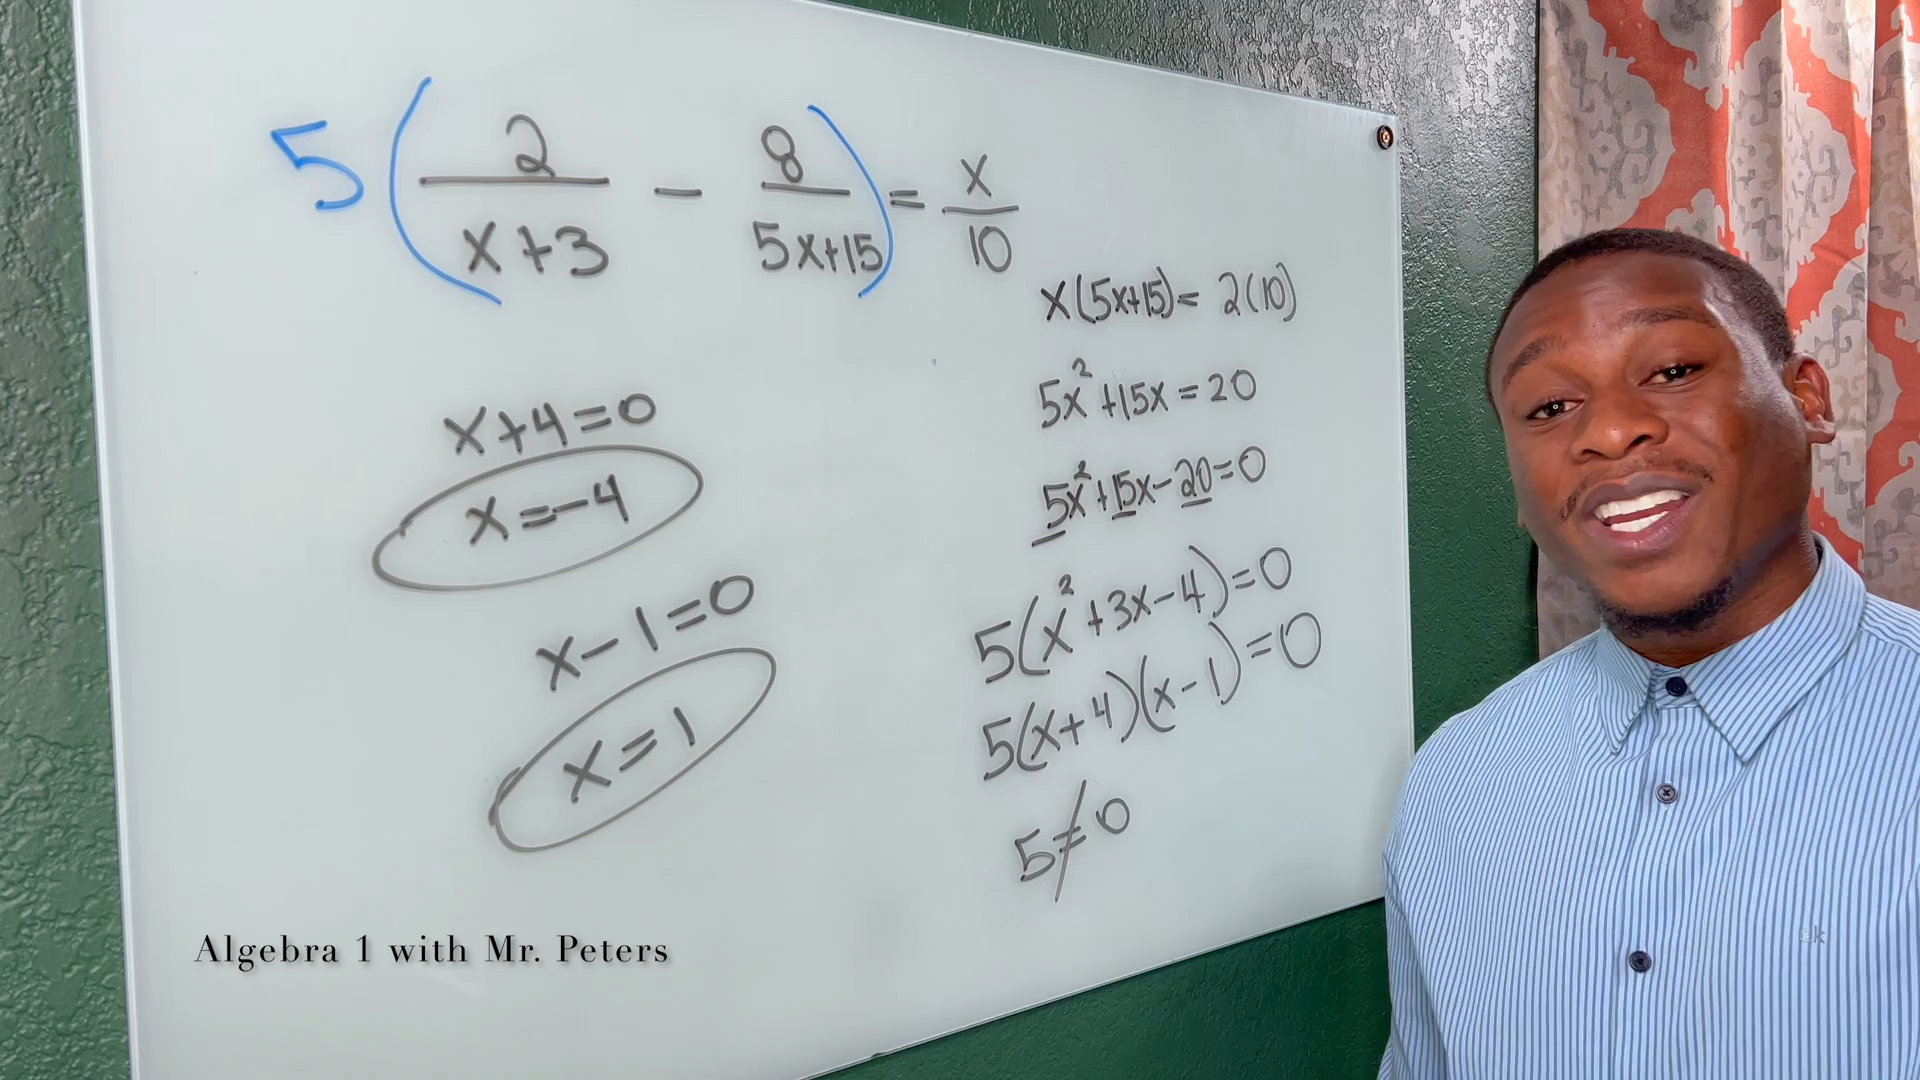 5(2/(x+3) - 8/(5x+15)) = x/10
x(5x+15) = 2(10)
5x²+15x = 20
5x²+15x-20=0
5(x²+3x-4)=0
5(x+4)(x-1)=0
5≠0
x+4=0
x=-4
x-1=0
x=1
Algebra 1 with Mr. Peters